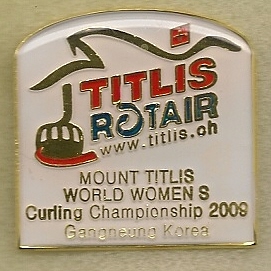 TITLIS
ROTAIR
www.titlis.ch
MOUNT TITLIS
WORLD WOMEN S
Curling Championship 2009
Gangneung Korea